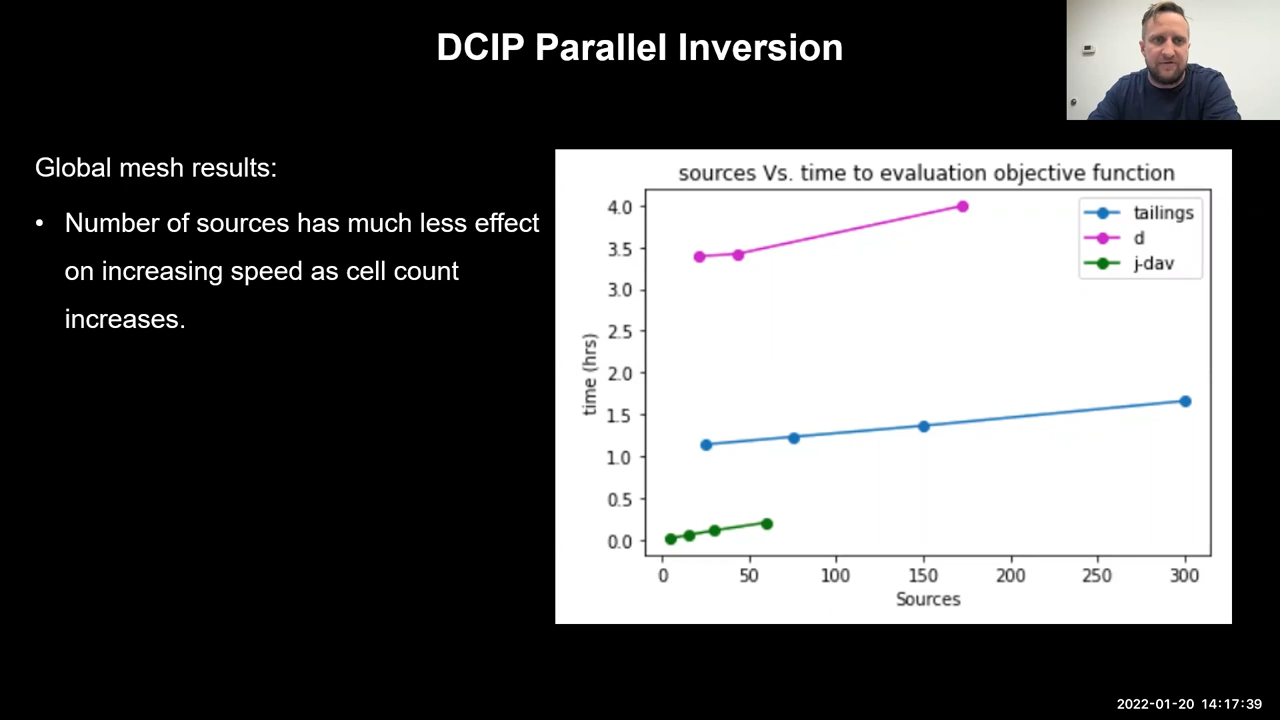 DCIP Parallel Inversion
Global mesh results:
• Number of sources has much less effect
on increasing speed as cell count
increases.
sources Vs. time to evaluation objective function
4.0
3.5
3.0
2.5
2.0
1.5
1.0
0.5
0.0
time (hrs)
tailings
d
j-dav
0 50 100 150 200 250 300
Sources
2022-01-20 14:17:39